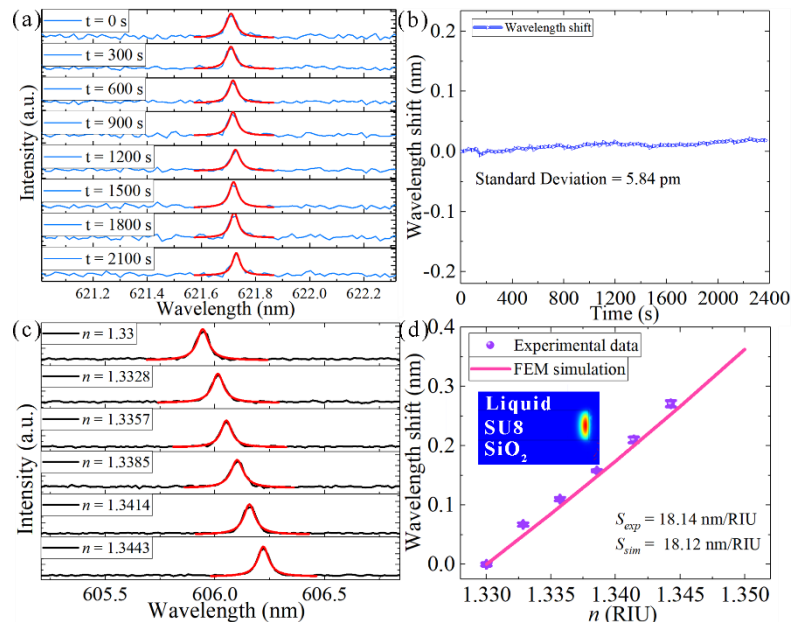 (a)
t = 0 s
t = 300 s
t = 600 s
t = 900 s
t = 1200 s
t = 1500 s
t = 1800 s
t = 2100 s
Intensity (a.u.)
621.2 621.4 621.6 621.8 622.0 622.2
Wavelength (nm)
(b)
Wavelength shift
0.2
0.1
0.0
-0.1
-0.2
Wavelength shift (nm)
Standard Deviation = 5.84 pm
0 400 800 1200 1600 2000 2400
Time (s)
(c)
n = 1.33
n = 1.3328
n = 1.3357
n = 1.3385
n = 1.3414
n = 1.3443
Intensity (a.u.)
605.5 606.0 606.5
Wavelength (nm)
(d)
Experimental data
FEM simulation
Liquid
SU8
SiO₂
0.4
0.3
0.2
0.1
0.0
Wavelength shift (nm)
S_exp = 18.14 nm/RIU
S_sim = 18.12 nm/RIU
1.330 1.335 1.340 1.345 1.350
n (RIU)